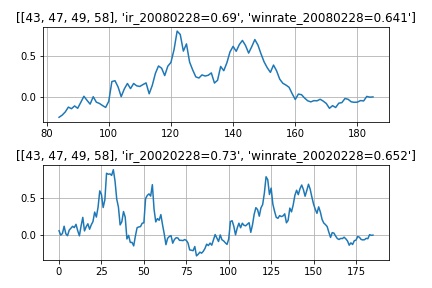 [[43, 47, 49, 58], 'ir_20080228=0.69', 'winrate_20080228=0.641']
0.5
0.0
80 100 120 140 160 180
[[43, 47, 49, 58], 'ir_20020228=0.73', 'winrate_20020228=0.652']
0.5
0.0
0 25 50 75 100 125 150 175